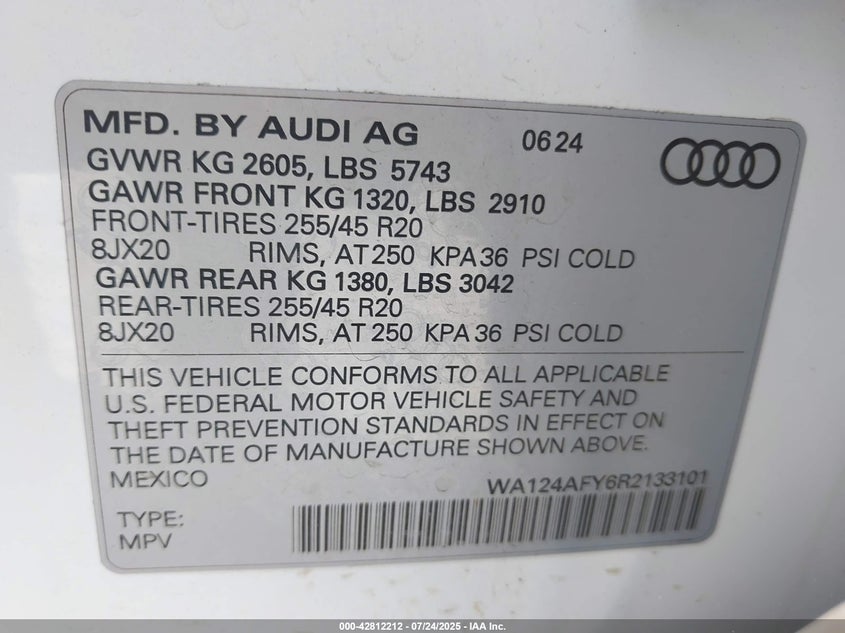 MFD. BY AUDI AG 0624
GVWR KG 2605, LBS 5743
GAWR FRONT KG 1320, LBS 2910
FRONT-TIRES 255/45 R20
8JX20 RIMS, AT 250 KPA 36 PSI COLD
GAWR REAR KG 1380, LBS 3042
REAR-TIRES 255/45 R20
8JX20 RIMS, AT 250 KPA 36 PSI COLD
THIS VEHICLE CONFORMS TO ALL APPLICABLE
U.S. FEDERAL MOTOR VEHICLE SAFETY AND
THEFT PREVENTION STANDARDS IN EFFECT ON
THE DATE OF MANUFACTURE SHOWN ABOVE.
MEXICO WA124AFY6R2133101
TYPE:
MPV
000-42812212 - 07/24/2025 - IAA Inc.